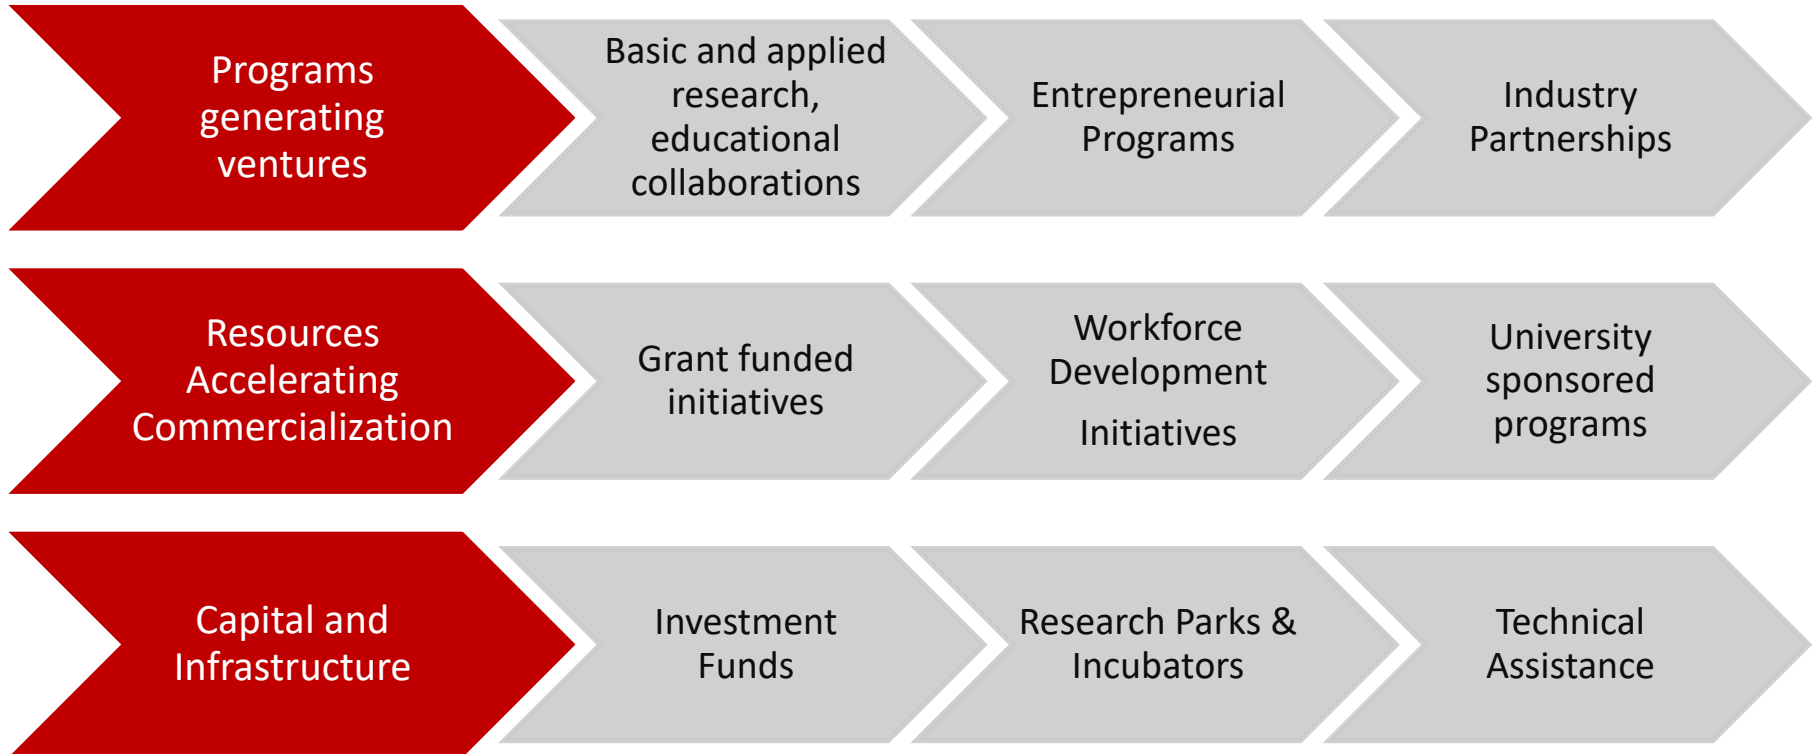 Programs
generating
ventures
Basic and applied
research,
educational
collaborations
Entrepreneurial
Programs
Industry
Partnerships
Resources
Accelerating
Commercialization
Grant funded
initiatives
Workforce
Development
Initiatives
University
sponsored
programs
Capital and
Infrastructure
Investment
Funds
Research Parks &
Incubators
Technical
Assistance